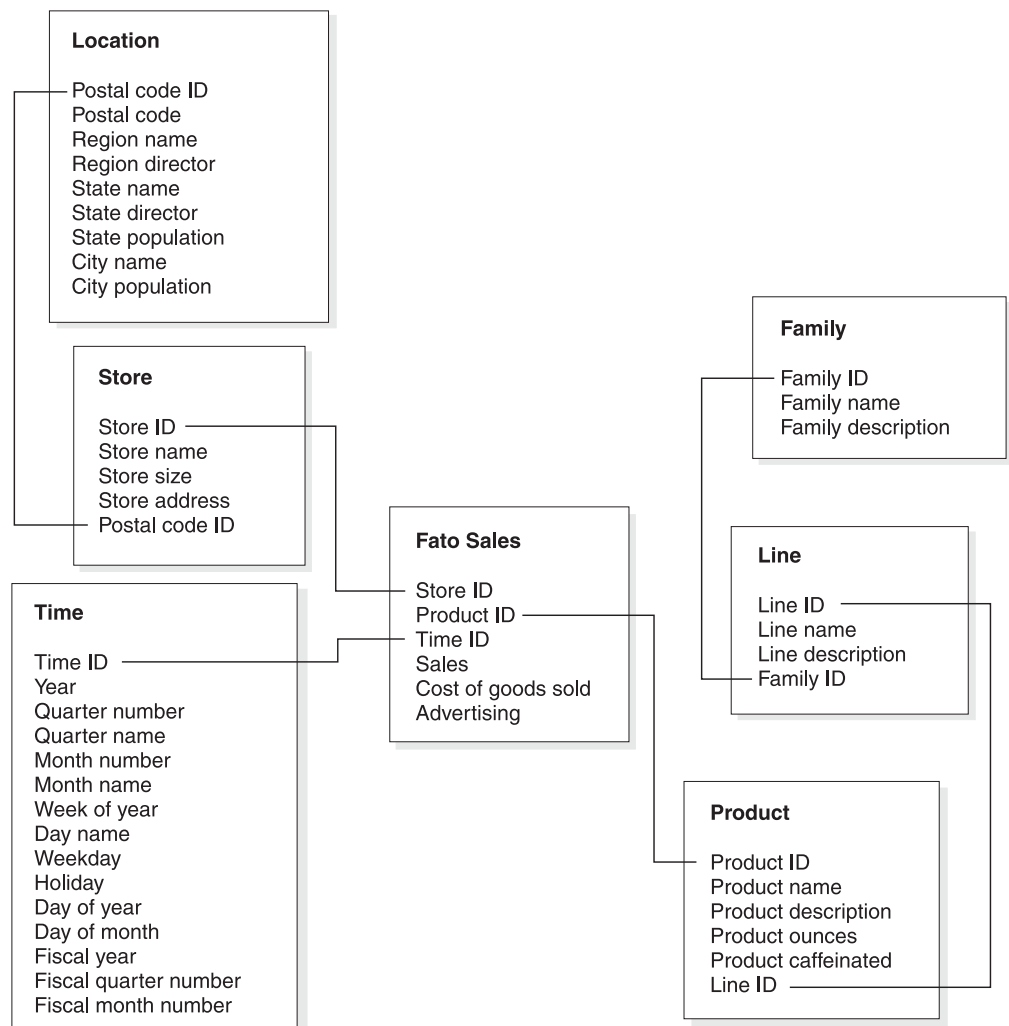 Location
Postal code ID
Postal code
Region name
Region director
State name
State director
State population
City name
City population
Store
Store ID
Store name
Store size
Store address
Postal code ID
Time
Time ID
Year
Quarter number
Quarter name
Month number
Month name
Week of year
Day name
Weekday
Holiday
Day of year
Day of month
Fiscal year
Fiscal quarter number
Fiscal month number
Fato Sales
Store ID
Product ID
Time ID
Sales
Cost of goods sold
Advertising
Family
Family ID
Family name
Family description
Line
Line ID
Line name
Line description
Family ID
Product
Product ID
Product name
Product description
Product ounces
Product caffeinated
Line ID